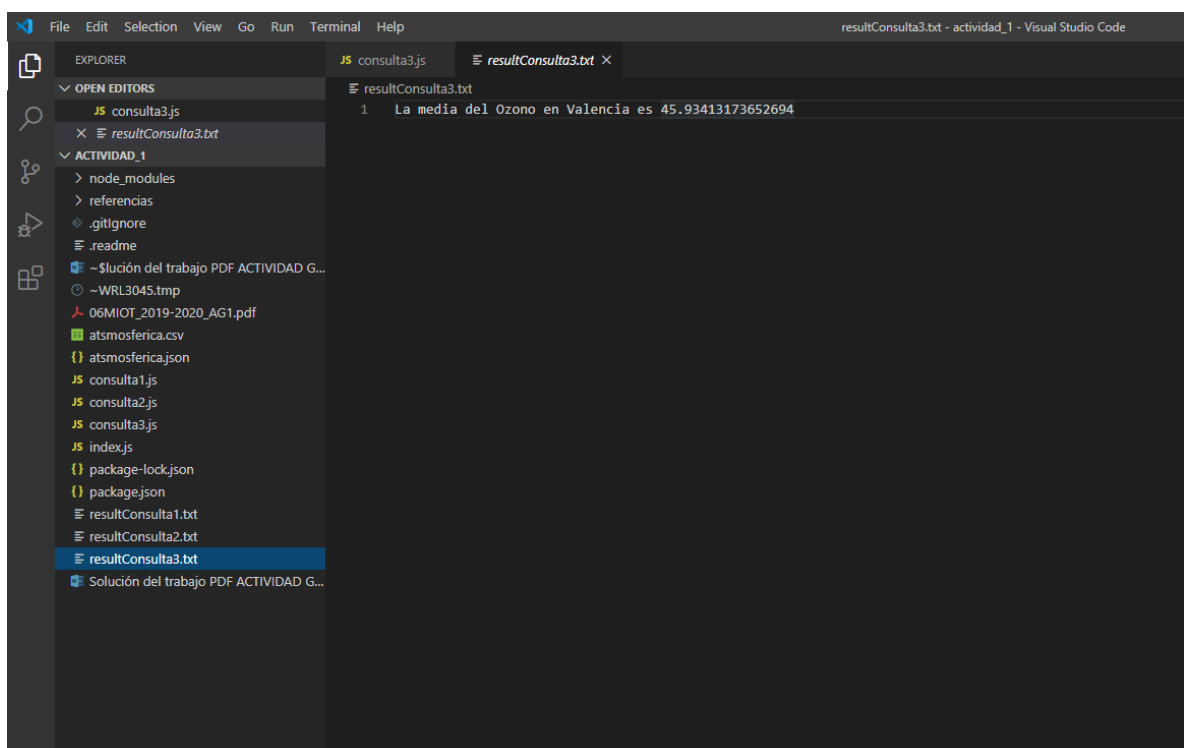 File Edit Selection View Go Run Terminal Help
resultConsulta3.txt - actividad_1 - Visual Studio Code
EXPLORER
OPEN EDITORS
JS consulta3.js
resultConsulta3.txt
ACTIVIDAD_1
node_modules
referencias
.gitIgnore
.readme
~$lución del trabajo PDF ACTIVIDAD G...
~WRL3045.tmp
06MIOT_2019-2020_AG1.pdf
atsmosferica.csv
{} atsmosferica.json
JS consulta1.js
JS consulta2.js
JS consulta3.js
JS index.js
{} package-lock.json
{} package.json
resultConsulta1.txt
resultConsulta2.txt
resultConsulta3.txt
Solución del trabajo PDF ACTIVIDAD G...
JS consulta3.js
resultConsulta3.txt
resultConsulta3.txt
1 La media del Ozono en Valencia es 45.93413173652694